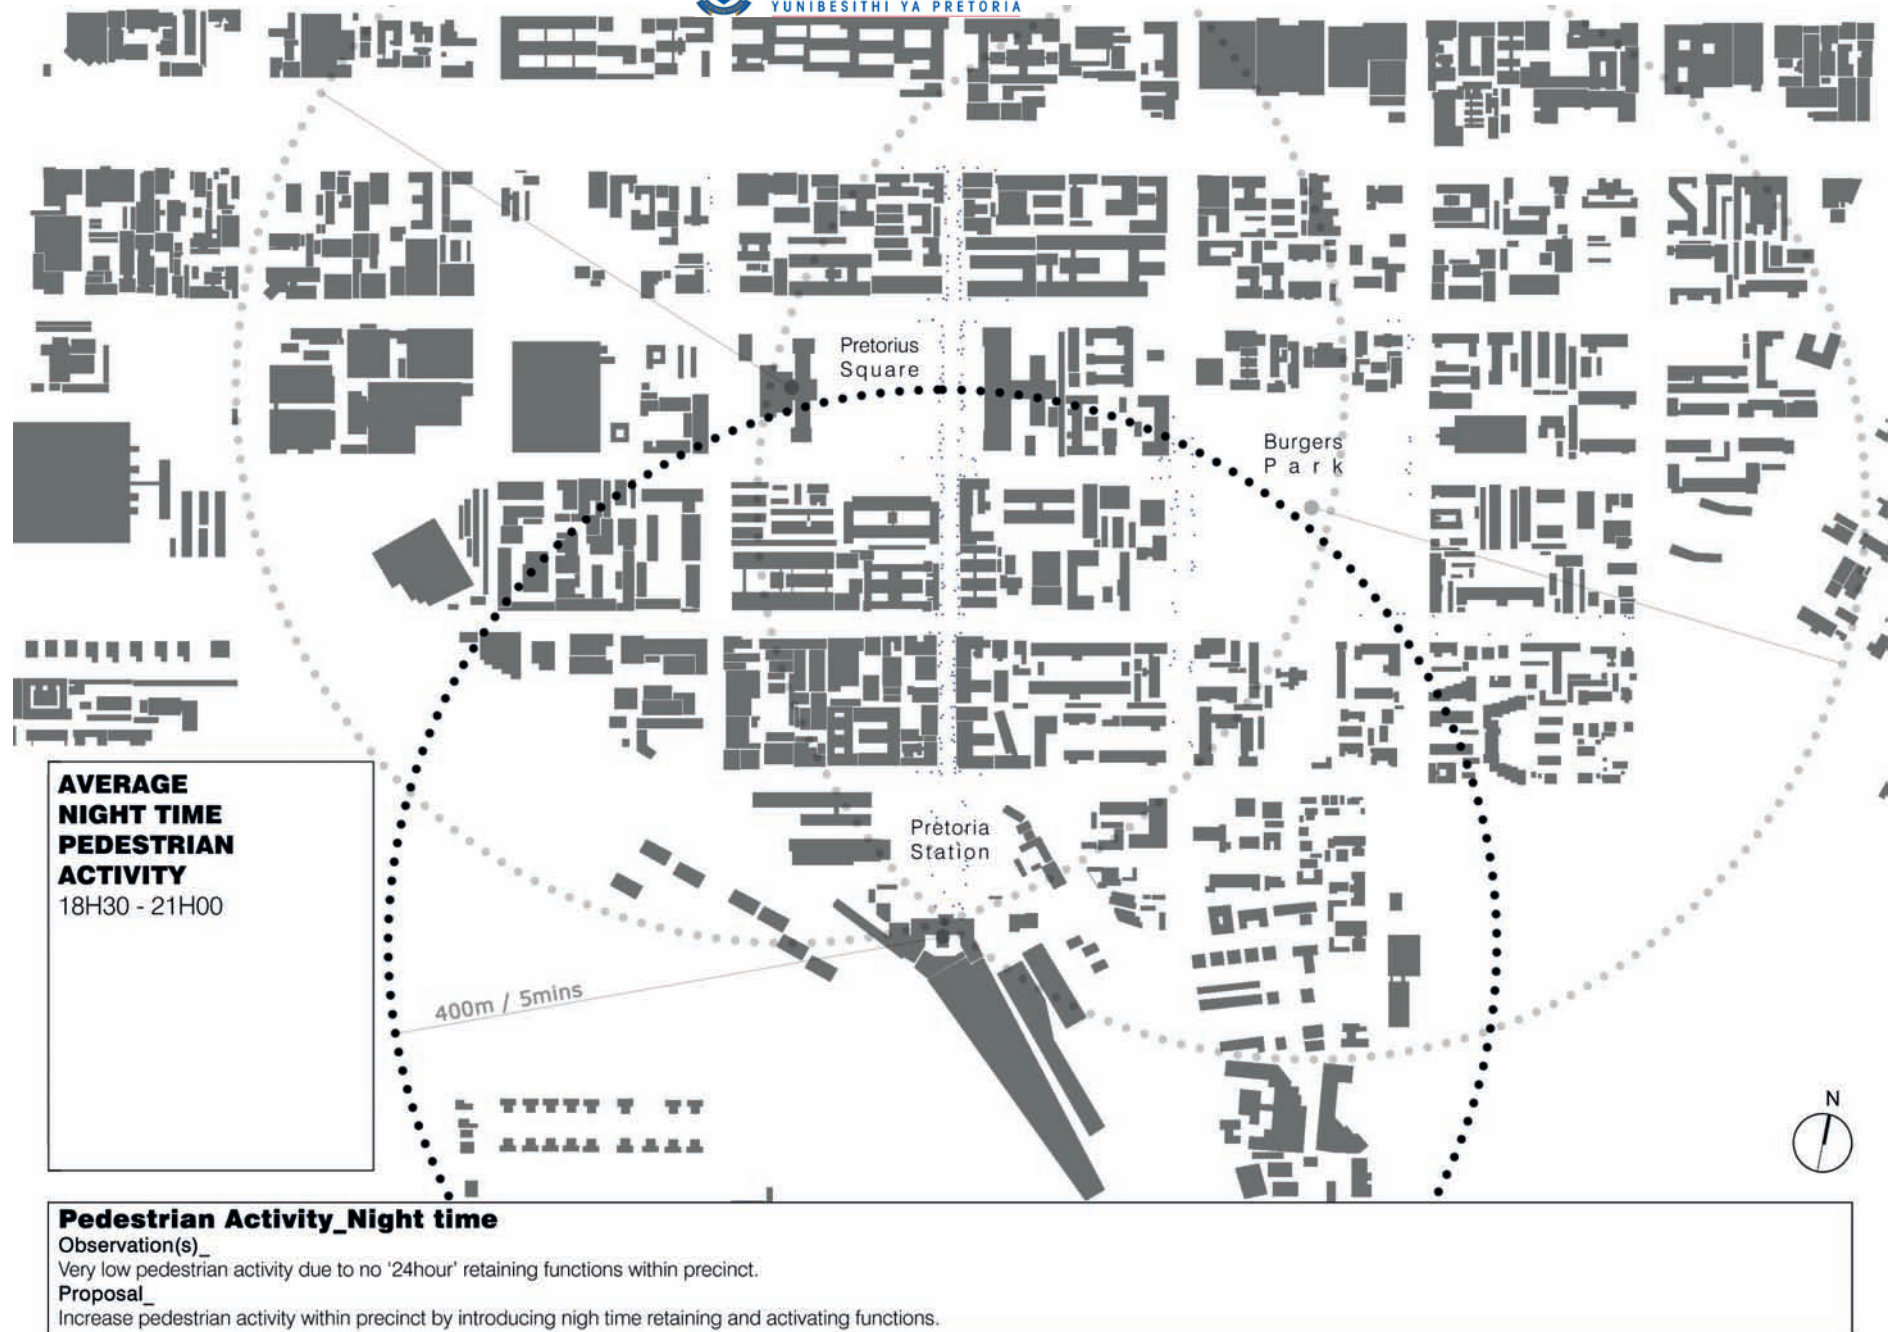 YUNIBESITHI YA PRETORIA
Pretorius
Square
Burgers
Park
Pretoria
Station
400m / 5mins
N
AVERAGE
NIGHT TIME
PEDESTRIAN
ACTIVITY
18H30 - 21H00
Pedestrian Activity_Night time
Observation(s)_
Very low pedestrian activity due to no '24hour' retaining functions within precinct.
Proposal_
Increase pedestrian activity within precinct by introducing nigh time retaining and activating functions.